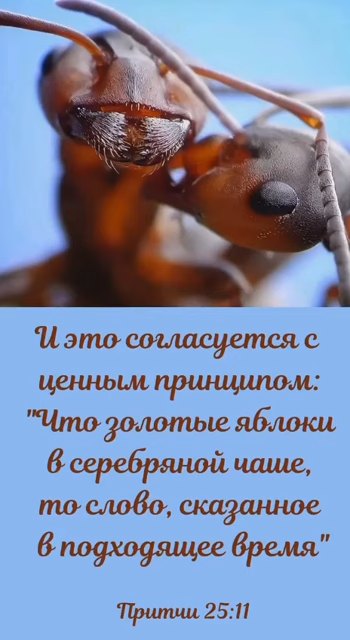 И это согласуется с
ценным принципом:
"Что золотые яблоки
в серебряной чаше,
то слово, сказанное
в подходящее время"
Притчи 25:11